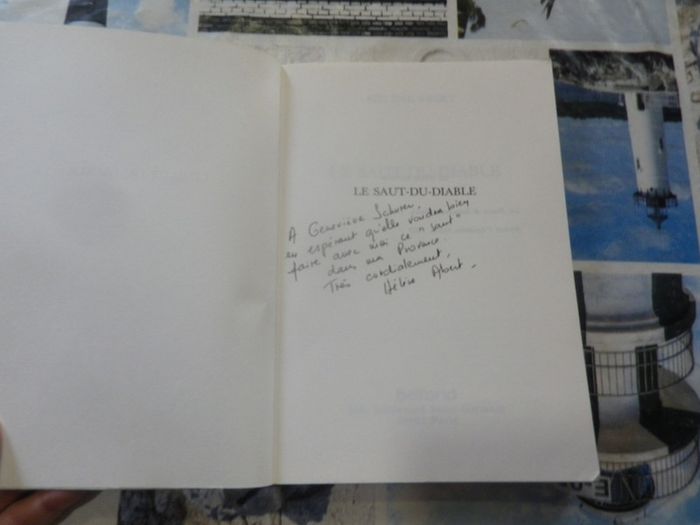 LE SAUT-DU-DIABLE
A Geneviève
en espérant qu'elle voudra bien
faire avec moi ce "saut"
dans ma Provence.
Très cordialement,
Hélène Abert